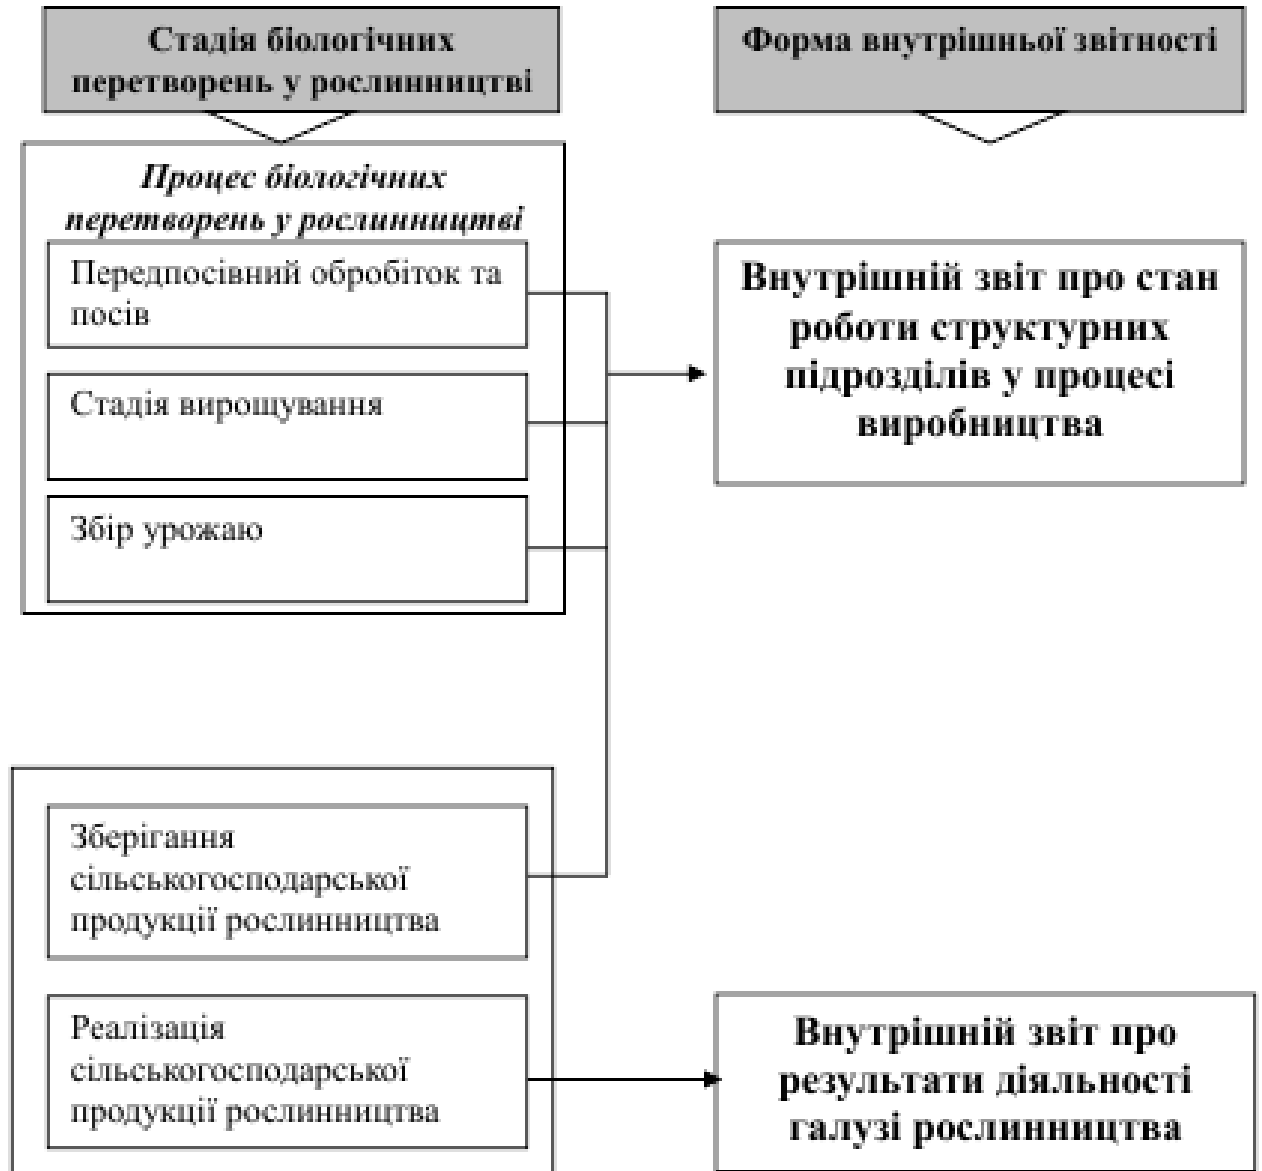 Стадія біологічних
перетворень у рослинництві
Форма внутрішньої звітності
Процес біологічних
перетворень у рослинництві
Передпосівний обробіток та
посів
Стадія вирощування
Збір урожаю
Внутрішній звіт про стан
роботи структурних
підрозділів у процесі
виробництва
Зберігання
сільськогосподарської
продукції рослинництва
Реалізація
сільськогосподарської
продукції рослинництва
Внутрішній звіт про
результати діяльності
галузі рослинництва